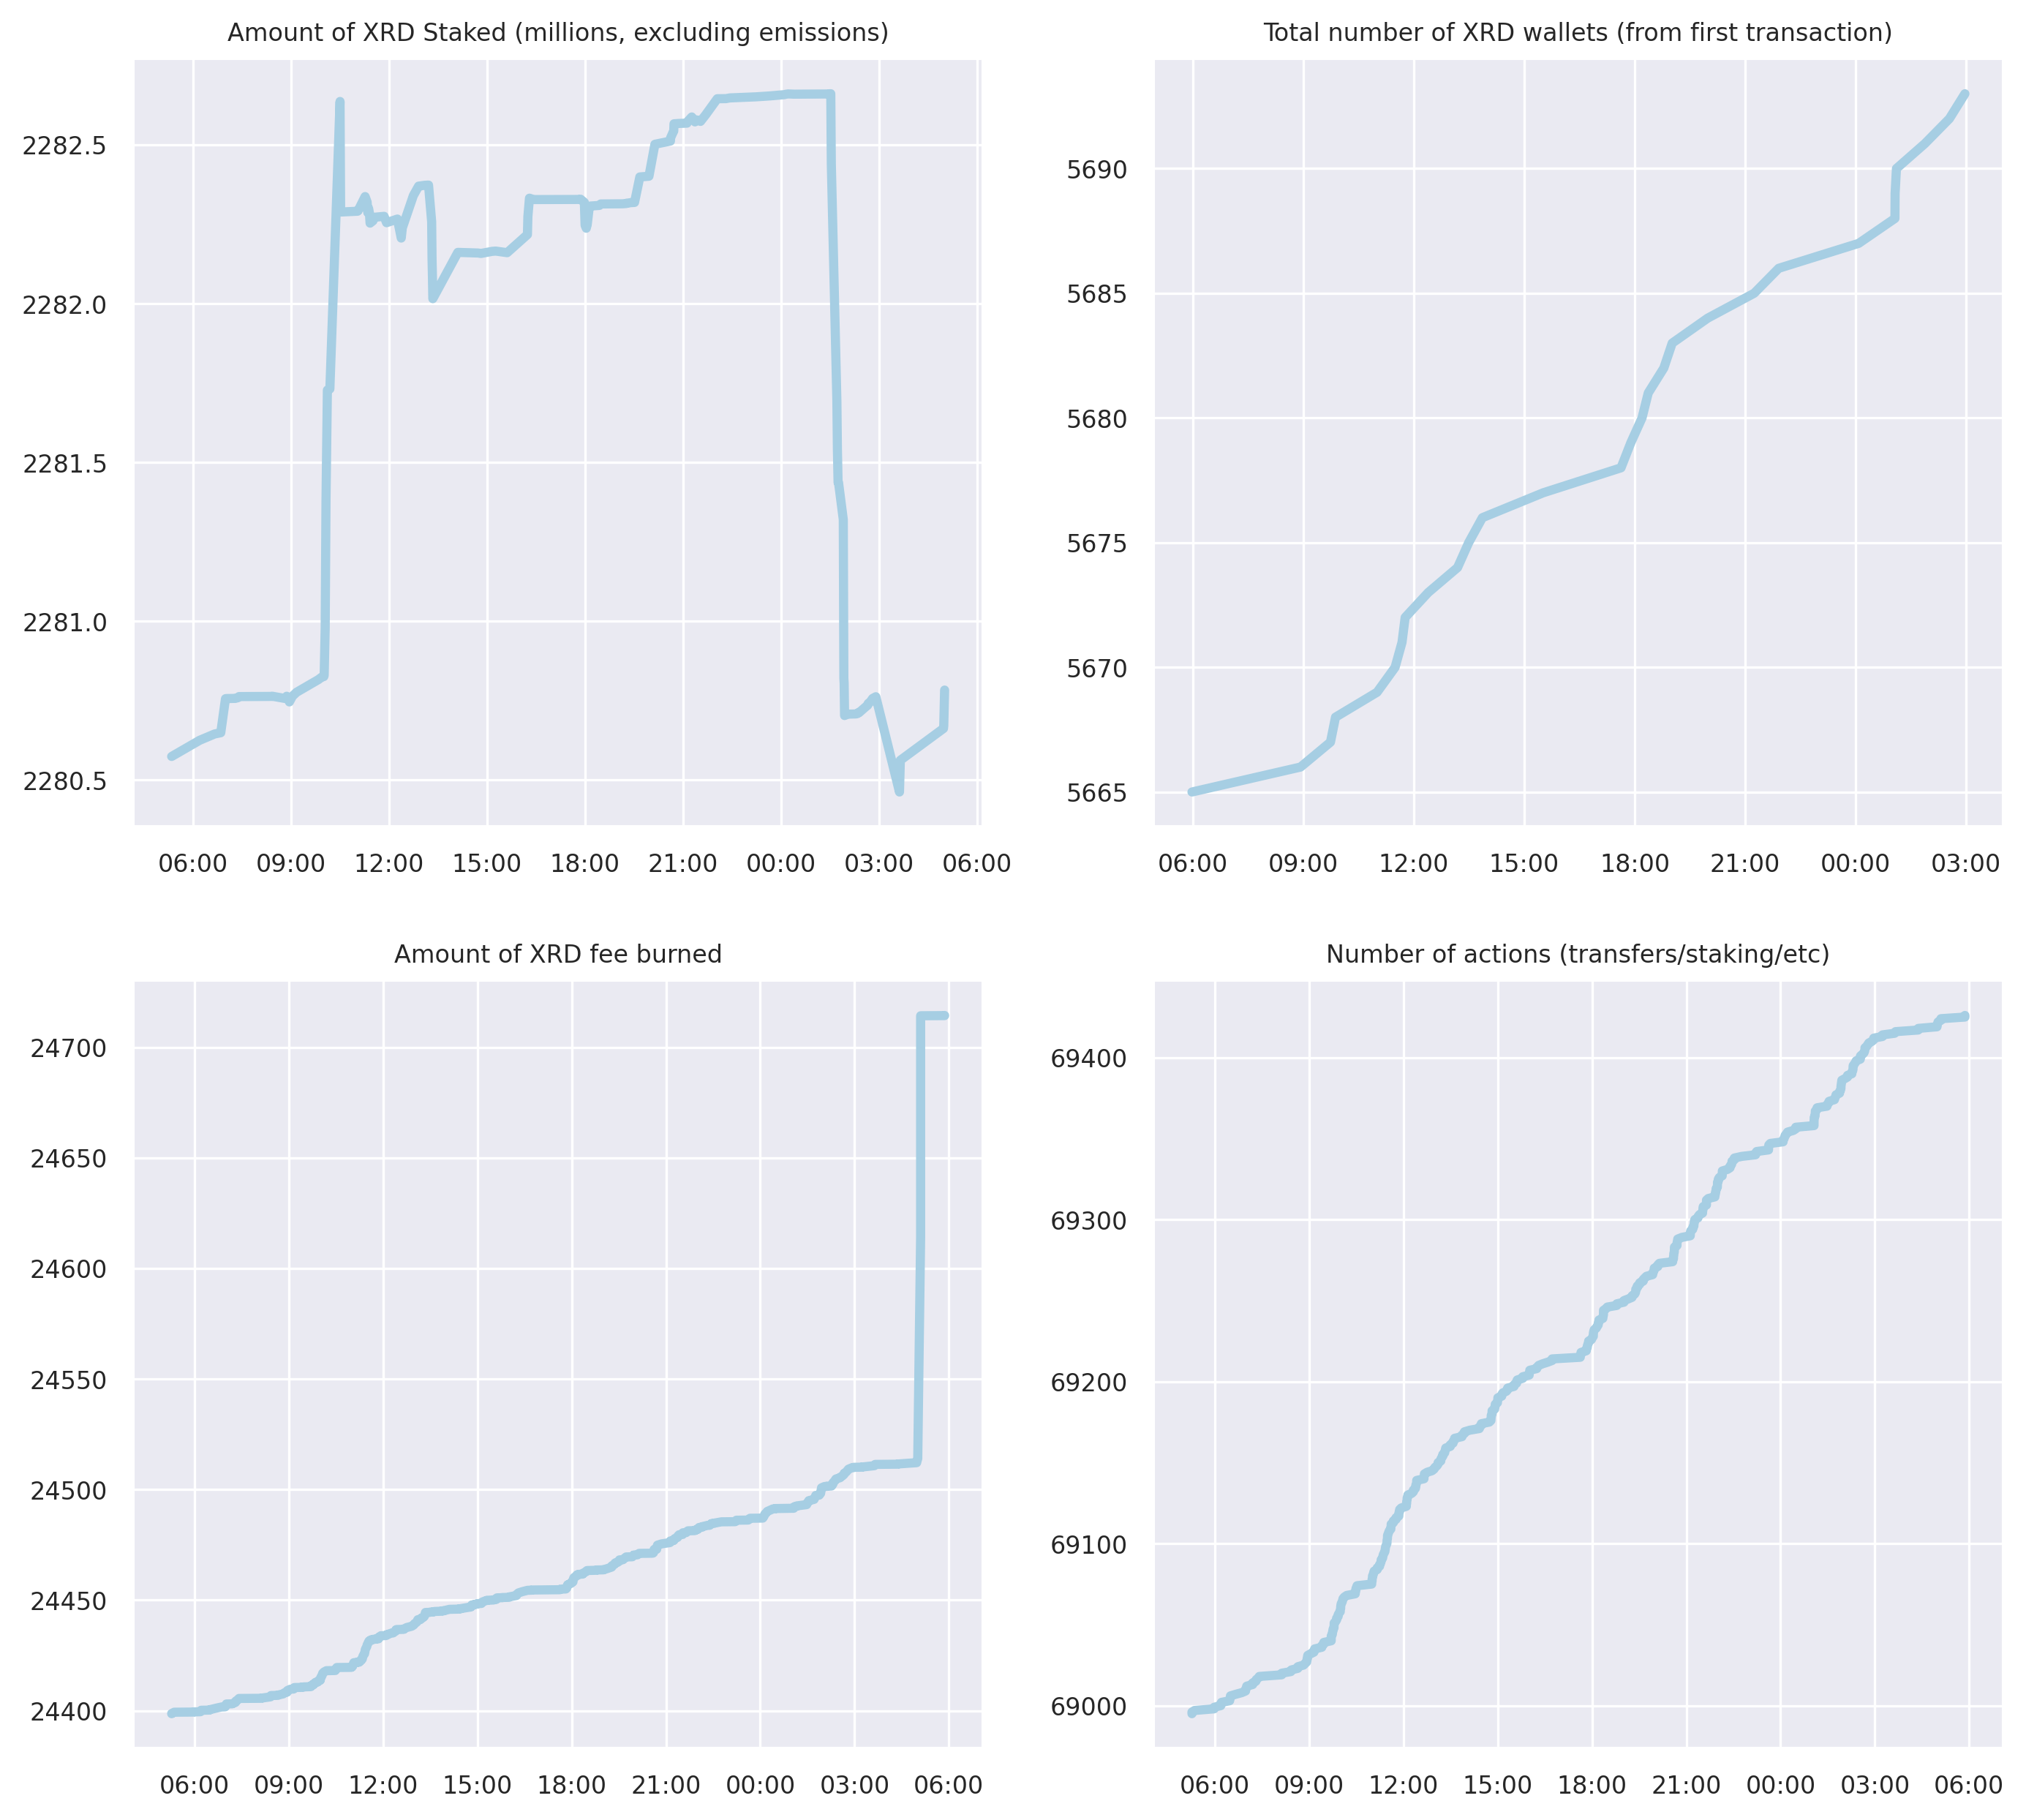 Amount of XRD Staked (millions, excluding emissions)
2282.5
2282.0
2281.5
2281.0
2280.5
06:00 09:00 12:00 15:00 18:00 21:00 00:00 03:00 06:00
Total number of XRD wallets (from first transaction)
5690
5685
5680
5675
5670
5665
06:00 09:00 12:00 15:00 18:00 21:00 00:00 03:00
Amount of XRD fee burned
24700
24650
24600
24550
24500
24450
24400
06:00 09:00 12:00 15:00 18:00 21:00 00:00 03:00 06:00
Number of actions (transfers/staking/etc)
69400
69300
69200
69100
69000
06:00 09:00 12:00 15:00 18:00 21:00 00:00 03:00 06:00